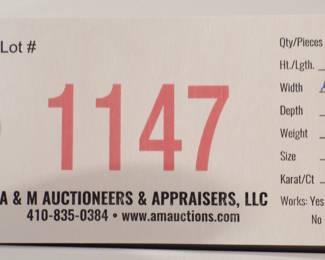 Lot #
1147
A & M AUCTIONEERS & APPRAISERS, LLC
410-835-0384 • www.amauctions.com
Qty/Pieces
Ht./Lgth.
Width
Depth
Weight
Size
Karat/Ct
Works: Yes
No